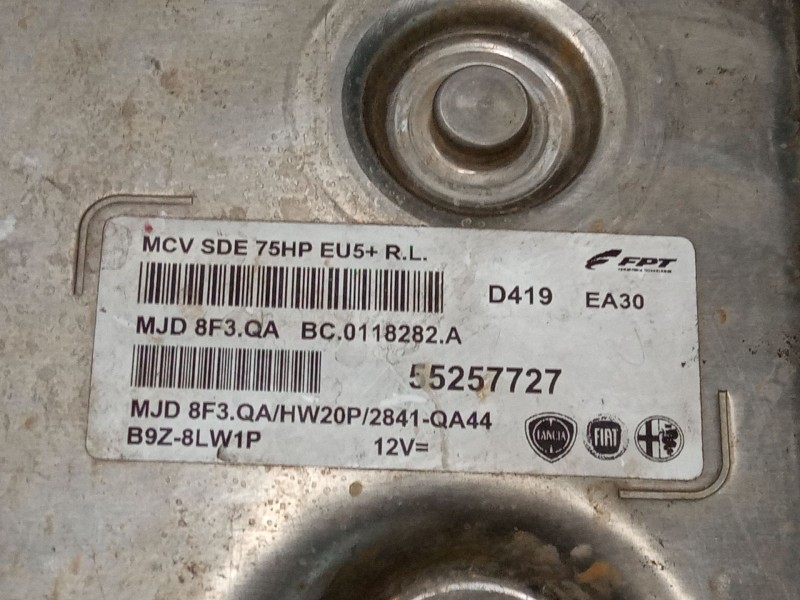 MCV SDE 75HP EU5+ R.L.
FPT
D419 EA30
MJD 8F3.QA BC.0118282.A
55257727
MJD 8F3.QA/HW20P/2841-QA44
B9Z-8LW1P 12V=
LANCIA FIAT